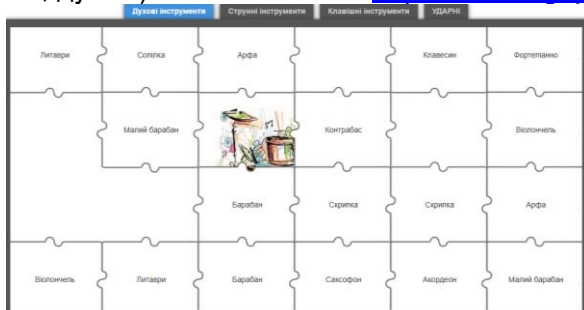 Духові інструменти Струнні інструменти Клавішні інструменти УДАРНІ
Литаври Сопілка Арфа Клавесин Фортепіанно
Малий барабан Контрабас Віолончель
Барабан Скрипка Скрипка Арфа
Віолончель Литаври Барабан Саксофон Акордеон Малий барабан